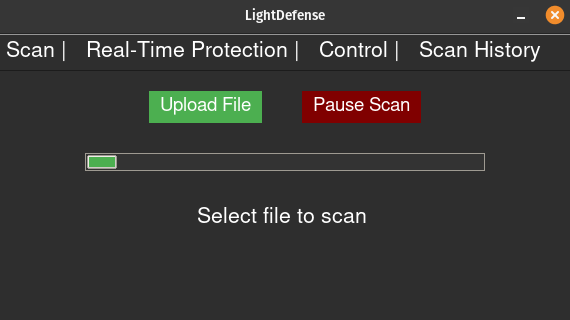 LightDefense
Scan | Real-Time Protection | Control | Scan History
Upload File Pause Scan
Select file to scan